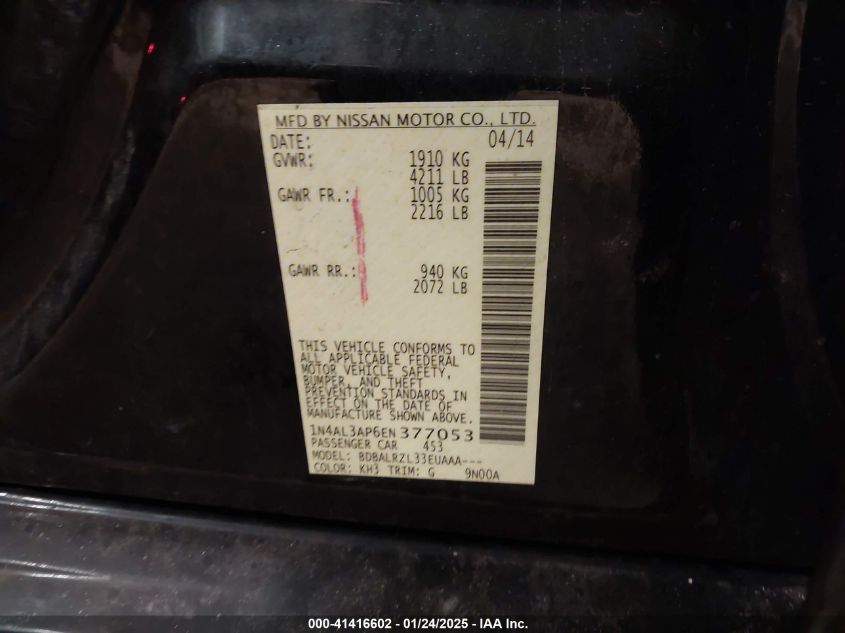 MFD BY NISSAN MOTOR CO., LTD.
DATE: 04/14
GVWR: 1910 KG
4211 LB
GAWR FR.: 1005 KG
2216 LB
GAWR RR.: 940 KG
2072 LB
THIS VEHICLE CONFORMS TO
ALL APPLICABLE FEDERAL
MOTOR VEHICLE SAFETY,
BUMPER, AND THEFT
PREVENTION STANDARDS IN
EFFECT ON THE DATE OF
MANUFACTURE SHOWN ABOVE.
1N4AL3AP6EN377053
PASSENGER CAR 453
MODEL: BDBALRZL33EUAAA---
COLOR: KH3 TRIM: G 9N00A
000-41416602 - 01/24/2025 - IAA Inc.